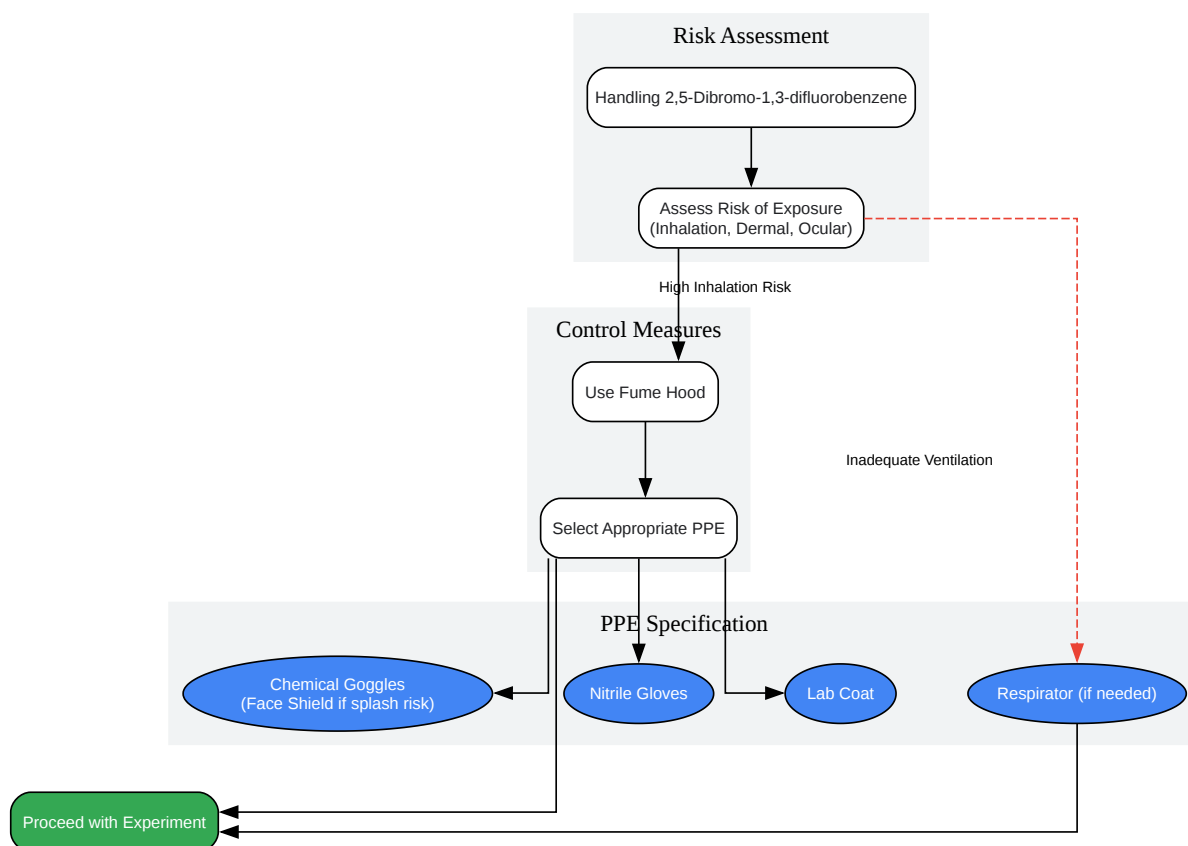 Risk Assessment
Handling 2,5-Dibromo-1,3-difluorobenzene
Assess Risk of Exposure
(Inhalation, Dermal, Ocular)
High Inhalation Risk
Control Measures
Use Fume Hood
Inadequate Ventilation
Select Appropriate PPE
PPE Specification
Chemical Goggles
(Face Shield if splash risk)
Nitrile Gloves
Lab Coat
Respirator (if needed)
Proceed with Experiment